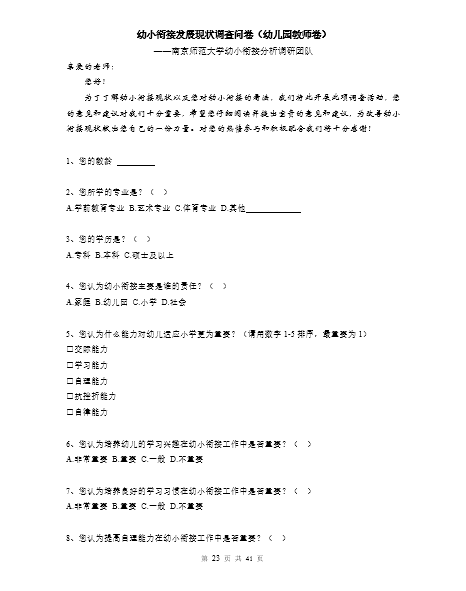 幼小衔接发展现状调查问卷（幼儿园教师卷）
——南京师范大学幼小衔接分析调研团队
亲爱的老师：
您好！
为了了解幼小衔接现状以及您对幼小衔接的看法，我们特此开展此项调查活动，您
的意见和建议对我们十分重要，希望您仔细阅读并提出宝贵的意见和建议，为改善幼小
衔接现状献出您自己的一份力量。对您的热情参与和积极配合我们将十分感谢！
1、您的教龄 ________
2、您所学的专业是？（ ）
A.学前教育专业 B.艺术专业 C.体育专业 D.其他____________
3、您的学历是？（ ）
A.专科 B.本科 C.硕士及以上
4、您认为幼小衔接主要是谁的责任？（ ）
A.家庭 B.幼儿园 C.小学 D.社会
5、您认为什么能力对幼儿适应小学更为重要？（请用数字1-5 排序，最重要为1）
□交际能力
□学习能力
□自理能力
□抗挫折能力
□自律能力
6、您认为培养幼儿的学习兴趣在幼小衔接工作中是否重要？（ ）
A.非常重要 B.重要 C.一般 D.不重要
7、您认为培养良好的学习习惯在幼小衔接工作中是否重要？（ ）
A.非常重要 B.重要 C.一般 D.不重要
8、您认为提高自理能力在幼小衔接工作中是否重要？（ ）
第 23 页 共 41 页